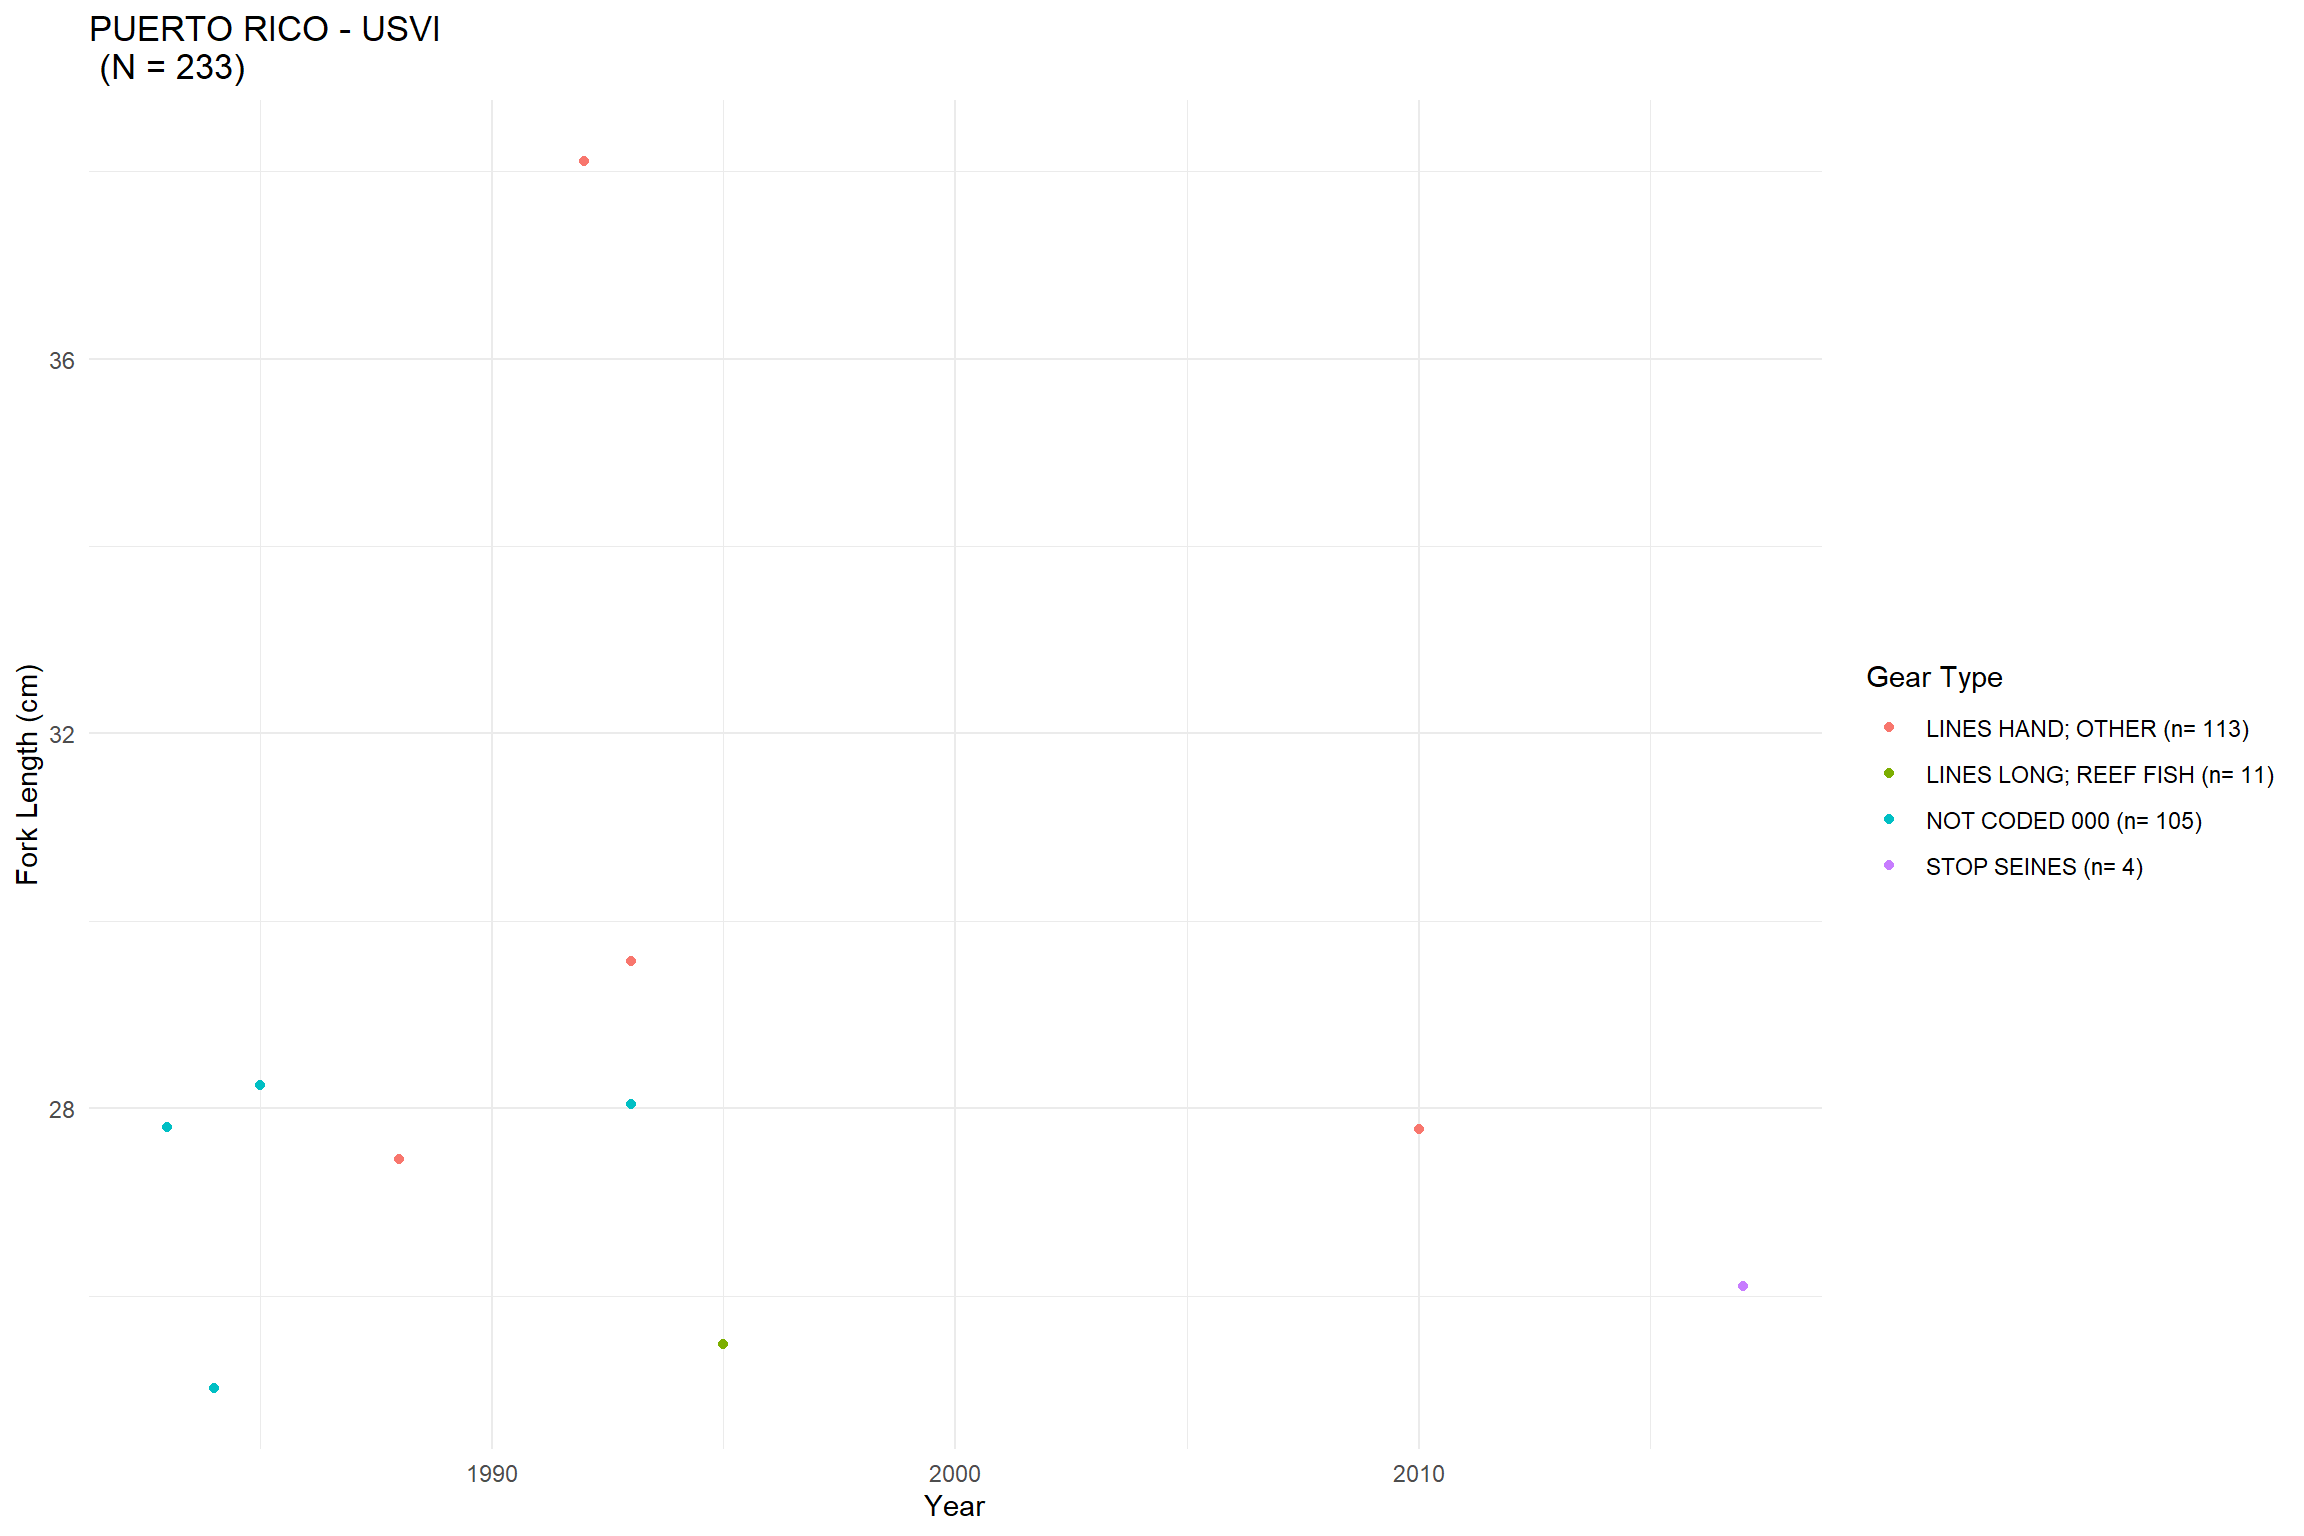 PUERTO RICO - USVI
(N = 233)
36
32
28
Fork Length (cm)
1990
2000
2010
Year
Gear Type
LINES HAND; OTHER (n= 113)
LINES LONG; REEF FISH (n= 11)
NOT CODED 000 (n= 105)
STOP SEINES (n= 4)